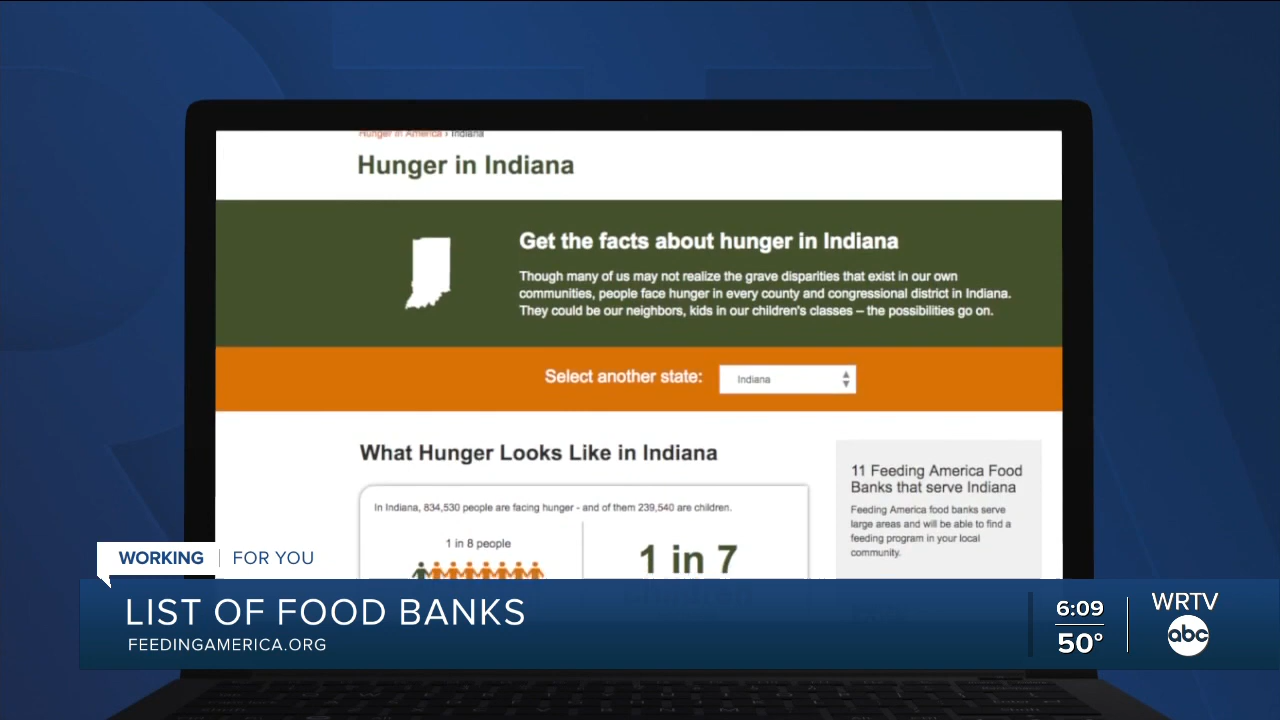 Hunger in America › Indiana
Hunger in Indiana
Get the facts about hunger in Indiana
Though many of us may not realize the grave disparities that exist in our own
communities, people face hunger in every county and congressional district in Indiana.
They could be our neighbors, kids in our children's classes – the possibilities go on.
Select another state:
Indiana
What Hunger Looks Like in Indiana
In Indiana, 834,530 people are facing hunger - and of them 239,540 are children.
1 in 8 people
1 in 7
11 Feeding America Food
Banks that serve Indiana
Feeding America food banks serve
large areas and will be able to find a
feeding program in your local
community.
WORKING | FOR YOU
LIST OF FOOD BANKS
FEEDINGAMERICA.ORG
6:09
50°
WRTV
abc